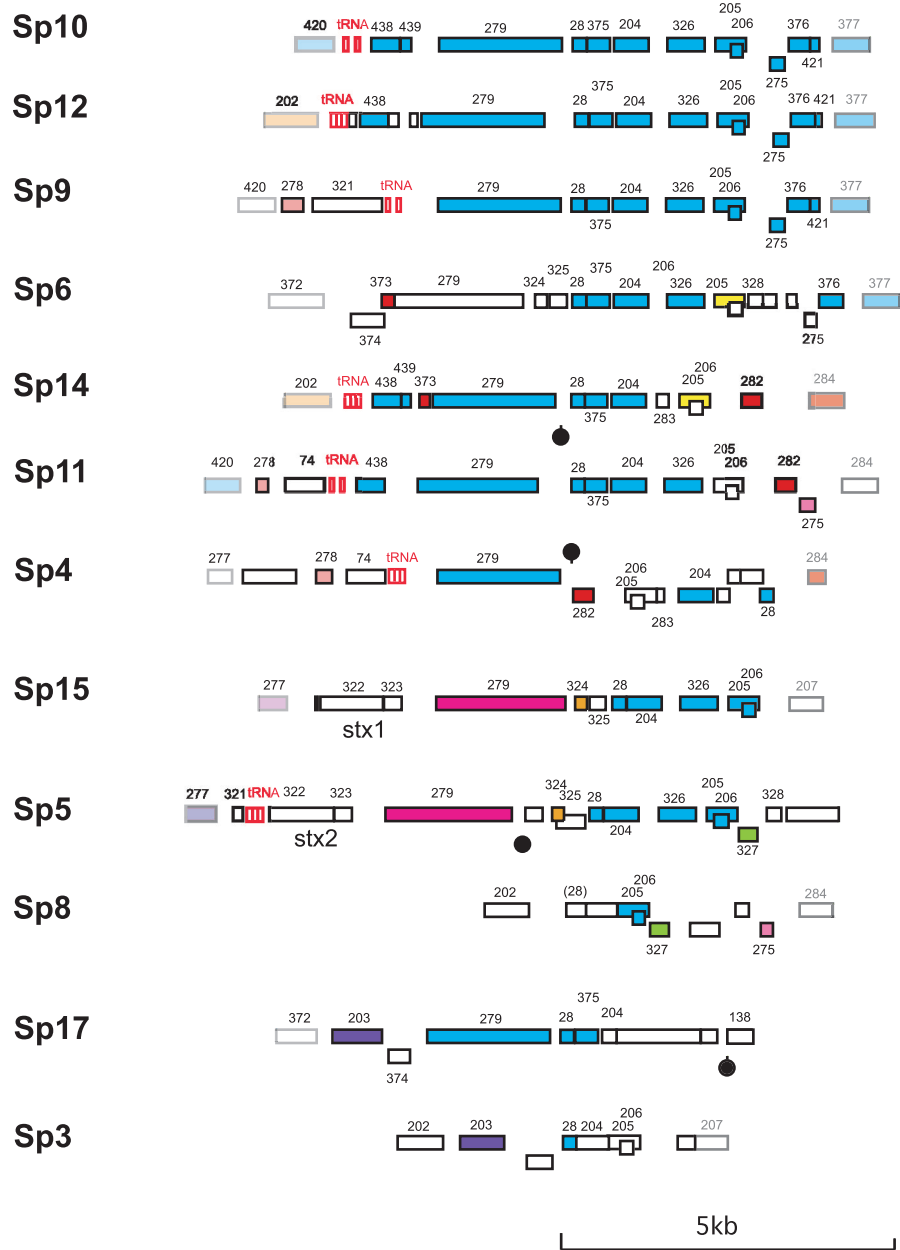 Sp10 420 tRNA 438 439 279 28 375 204 326 205 206 275 376 421 377
Sp12 202 tRNA 438 279 28 375 204 326 205 206 275 376 421 377
Sp9 420 278 321 tRNA 279 28 375 204 326 205 206 275 376 421 377
Sp6 372 374 373 279 324 325 28 375 204 206 326 205 328 275 376 377
Sp14 202 tRNA 438 439 373 279 28 375 204 283 205 206 282 284
Sp11 420 278 74 tRNA 438 279 28 375 204 326 205 206 282 275 284
Sp4 277 278 74 tRNA 279 282 205 206 283 204 28 284
Sp15 277 322 323 279 324 325 28 204 326 205 206 207
stx1
Sp5 277 321 tRNA 322 323 279 324 325 28 204 326 205 206 327 328
stx2
Sp8 202 (28) 205 206 327 275 284
Sp17 372 203 374 279 28 375 204 138
Sp3 202 203 28 204 205 206 207
5kb